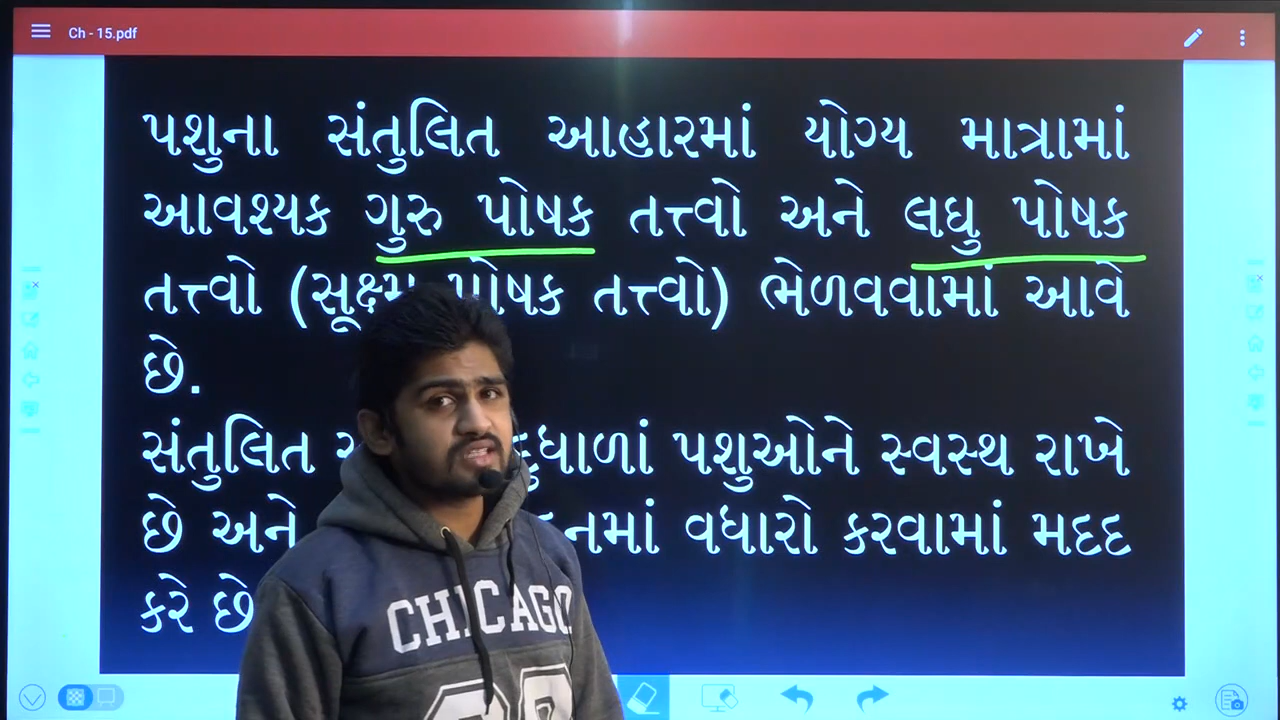 Ch - 15.pdf
પશુના સંતુલિત આહારમાં યોગ્ય માત્રામાં
આવશ્યક ગુરુ પોષક તત્ત્વો અને લઘુ પોષક
તત્ત્વો (સૂક્ષ્મ પોષક તત્ત્વો) ભેળવવામાં આવે
છે.
સંતુલિત દુધાળાં પશુઓને સ્વસ્થ રાખે
છે અને વધારો કરવામાં મદદ
કરે છે
CHICAGO